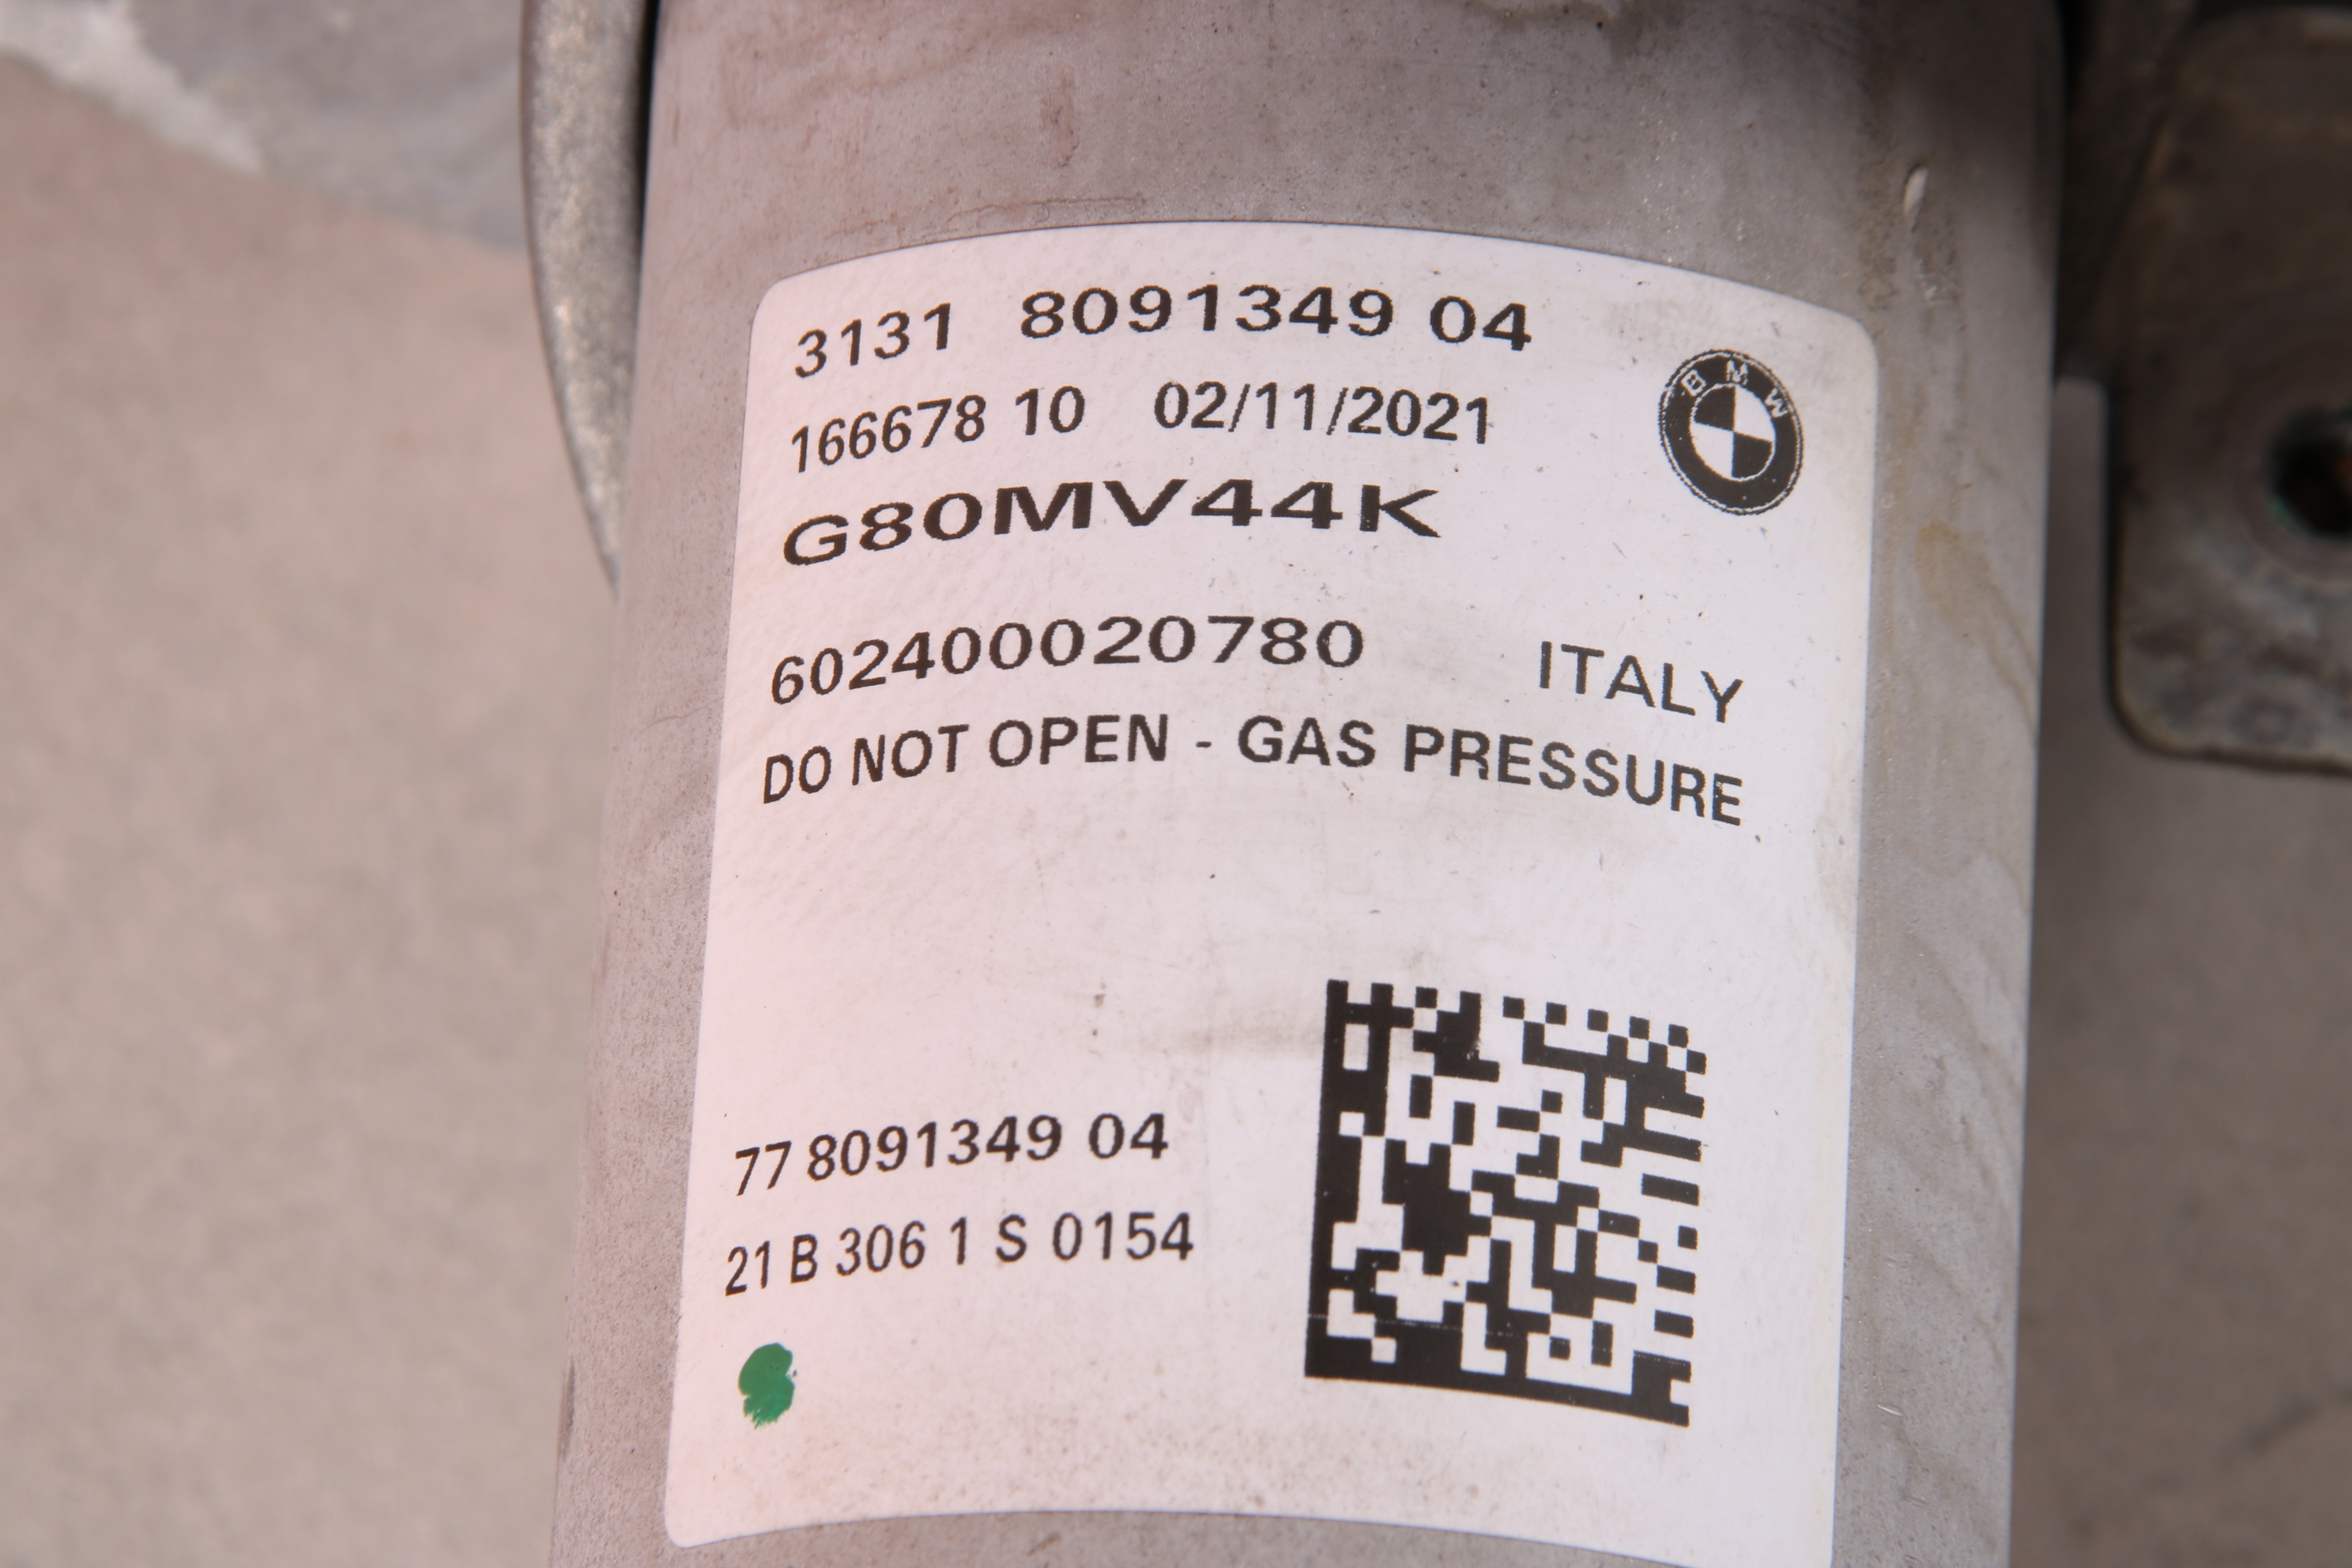 3131 8091349 04
166678 10 02/11/2021
BMW
G80MV44K
602400020780 ITALY
DO NOT OPEN - GAS PRESSURE
77 8091349 04
21 B 306 1 S 0154